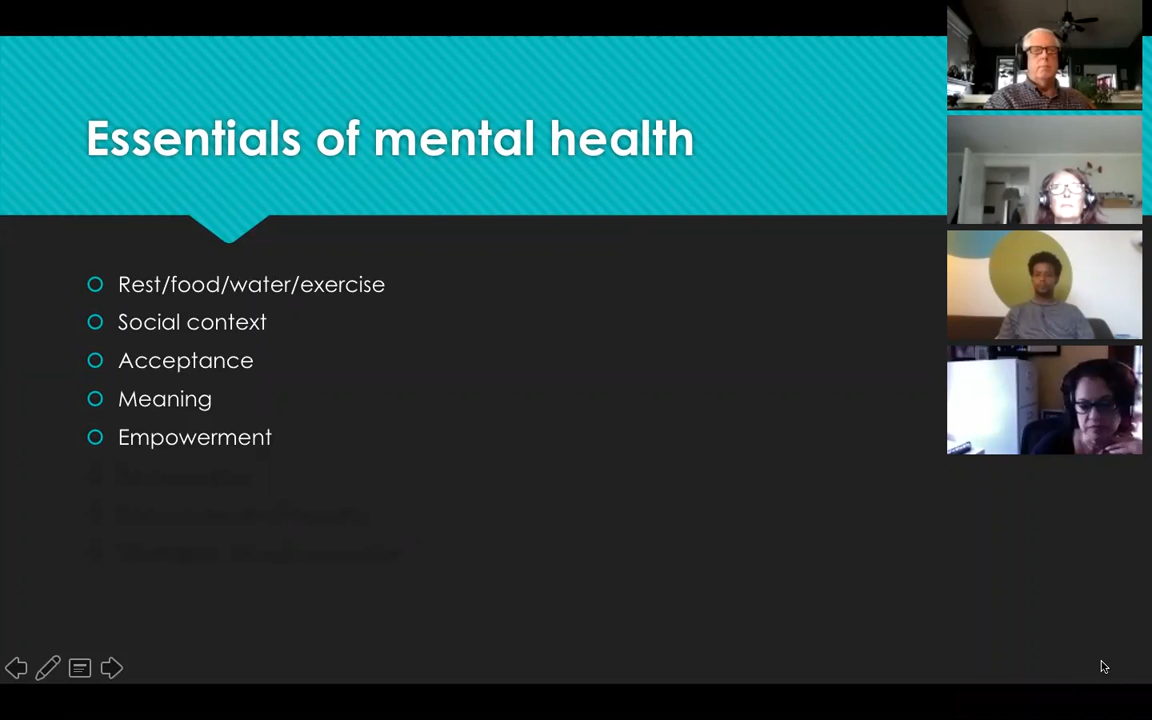 Essentials of mental health
Rest/food/water/exercise
Social context
Acceptance
Meaning
Empowerment